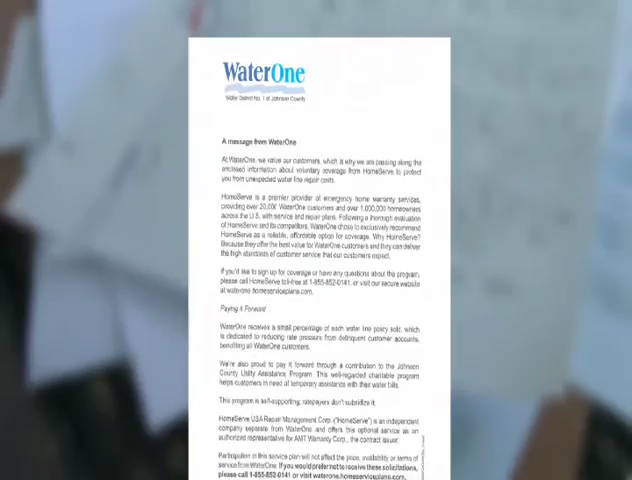 WaterOne
Water District No. 1 of Johnson County
A message from WaterOne
At WaterOne, we value our customers, which is why we are passing along the
enclosed information about voluntary coverage from HomeServe to protect
you from unexpected water line repair costs.
HomeServe is a premier provider of emergency home warranty services,
providing over 20,000 WaterOne customers and over 1,000,000 homeowners
across the U.S. with service and repair plans. Following a thorough evaluation
of HomeServe and its competitors, WaterOne chose to exclusively recommend
HomeServe as a reliable, affordable option for coverage. Why HomeServe?
Because they offer the best value for WaterOne customers and they can deliver
the high standards of customer service that our customers expect.
If you'd like to sign up for coverage or have any questions about the program,
please call HomeServe toll-free at 1-855-852-0141, or visit our secure website
at waterone.homeserviceplans.com.
Paying it Forward
WaterOne receives a small percentage of each water line policy sold, which
is dedicated to reducing rate pressure from delinquent customer accounts,
benefiting all WaterOne customers.
We're also proud to pay it forward through a contribution to the Johnson
County Utility Assistance Program. This well-regarded charitable program
helps customers in need of temporary assistance with their water bills.
This program is self-supporting; ratepayers don't subsidize it.
HomeServe USA Repair Management Corp. ("HomeServe") is an independent
company separate from WaterOne and offers this optional service as an
authorized representative for AMT Warranty Corp., the contract issuer.
Participation in this service plan will not affect the price, availability or terms of
service from WaterOne. If you would prefer not to receive these solicitations,
please call 1-855-852-0141 or visit waterone.homeserviceplans.com.